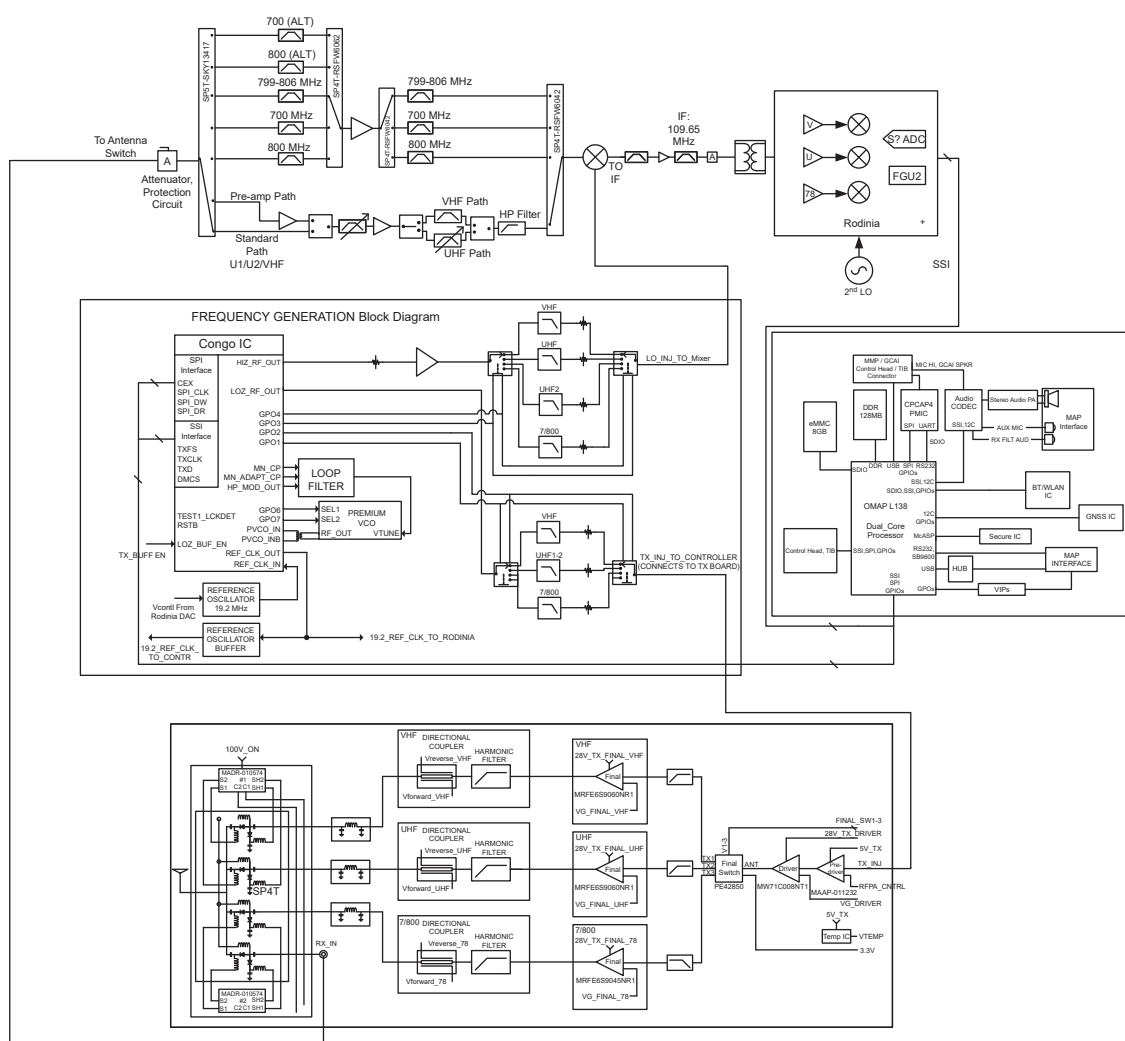 700 (ALT)
800 (ALT)
799-806 MHz
700 MHz
800 MHz
SP5T-SKY13417
SP4T-RSFW6062
SP4T-RSFW6042
799-806 MHz
700 MHz
800 MHz
SP4T-RSFW6042
To Antenna
Switch
A
Attenuator,
Protection
Circuit
Pre-amp Path
Standard
Path
U1/U2/VHF
VHF Path
UHF Path
HP Filter
TO
IF
IF:
109.65
MHz
A
V
U
78
S? ADC
FGU2
Rodinia
+
2nd LO
SSI
FREQUENCY GENERATION Block Diagram
Congo IC
SPI
Interface
CEX
SPI_CLK
SPI_DW
SPI_DR
SSI
Interface
TXFS
TXCLK
TXD
DMCS
TEST1_LCKDET
RSTB
LOZ_BUF_EN
TX_BUFF EN
HIZ_RF_OUT
LOZ_RF_OUT
GPO4
GPO3
GPO2
GPO1
MN_CP
MN_ADAPT_CP
HP_MOD_OUT
GPO6
GPO7
PVCO_IN
PVCO_INB
REF_CLK_OUT
REF_CLK_IN
LOOP
FILTER
SEL1
SEL2
PREMIUM
VCO
RF_OUT
VTUNE
REFERENCE
OSCILLATOR
19.2 MHz
Vcontl From
Rodinia DAC
REFERENCE
OSCILLATOR
BUFFER
19.2_REF_CLK_
TO_CONTR
19.2_REF_CLK_TO_RODINIA
VHF
UHF
UHF2
7/800
LO_INJ_TO_Mixer
VHF
UHF1-2
7/800
TX_INJ_TO_CONTROLLER
(CONNECTS TO TX BOARD)
MMP / GCAI
Control Head / TIB
Connector
MIC HI, GCAI SPKR
eMMC
8GB
DDR
128MB
CPCAP4
PMIC
SPI UART
Audio
CODEC
SSI,12C
Stereo Audio PA
AUX MIC
RX FILT AUD
MAP
Interface
SDIO
SDIO
DDR USB SPI RS232
GPIOs
SSI,12C
SDIO,SSI,GPIOs
OMAP L138
Dual_Core
Processor
12C
GPIOs
McASP
RS232,
SB9600
USB
GPOs
SSI,SPI,GPIOs
SSI
SPI
GPIOs
Control Head, TIB
BT/WLAN
IC
GNSS IC
Secure IC
MAP
INTERFACE
HUB
VIPs
100V_ON
MADR-010574
S2 #1 SH2
S1 C2 C1 SH1
SP4T
RX_IN
MADR-010574
S2 #2 SH2
S1 C2 C1 SH1
VHF
DIRECTIONAL
COUPLER
Vreverse_VHF
Vforward_VHF
HARMONIC
FILTER
UHF
DIRECTIONAL
COUPLER
Vreverse_UHF
Vforward_UHF
HARMONIC
FILTER
7/800
DIRECTIONAL
COUPLER
Vreverse_78
Vforward_78
HARMONIC
FILTER
VHF
28V_TX_FINAL_VHF
Final
MRFE6S9060NR1
VG_FINAL_VHF
UHF
28V_TX_FINAL_UHF
Final
MRFE6S9060NR1
VG_FINAL_UHF
7/800
28V_TX_FINAL_78
Final
MRFE6S9045NR1
VG_FINAL_78
V1-3
TX1
TX2
TX3
Final
Switch
ANT
PE42850
FINAL_SW1-3
28V_TX_DRIVER
5V_TX
TX_INJ
Driver
MW71C008NT1
Pre-
driver
MAAP-011232
RFPA_CNTRL
VG_DRIVER
5V_TX
Temp IC
VTEMP
3.3V